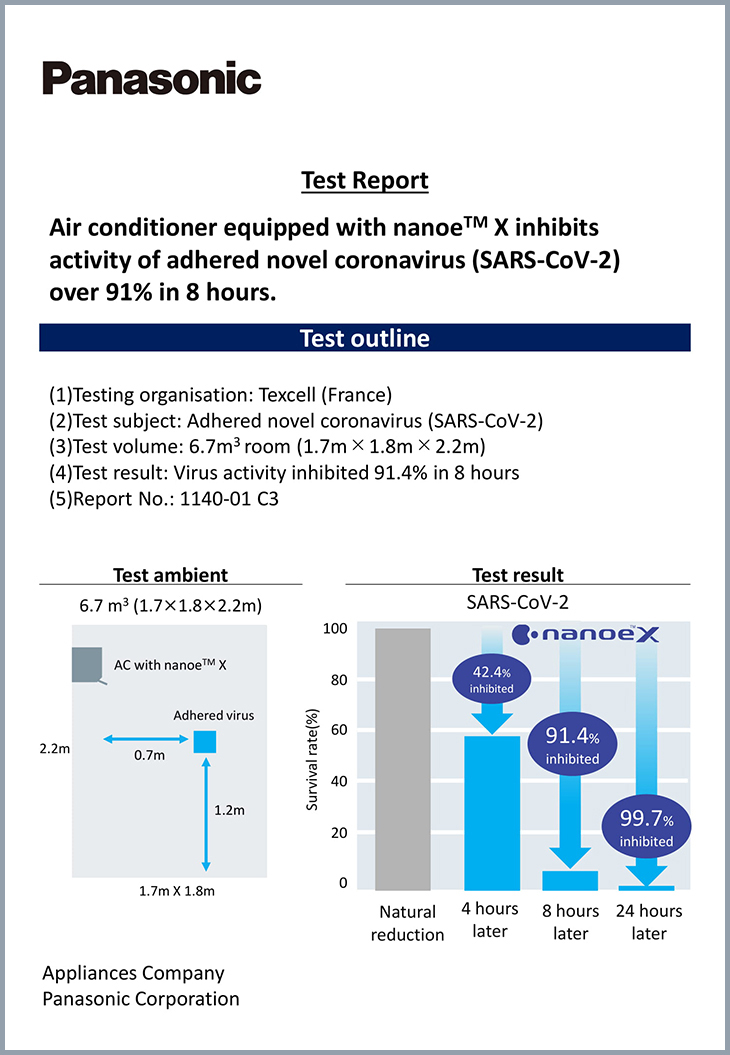 Panasonic
Test Report
Air conditioner equipped with nanoe™ X inhibits
activity of adhered novel coronavirus (SARS-CoV-2)
over 91% in 8 hours.
Test outline
(1)Testing organisation: Texcell (France)
(2)Test subject: Adhered novel coronavirus (SARS-CoV-2)
(3)Test volume: 6.7m³ room (1.7m×1.8m×2.2m)
(4)Test result: Virus activity inhibited 91.4% in 8 hours
(5)Report No.: 1140-01 C3
Test ambient
6.7 m³ (1.7×1.8×2.2m)
AC with nanoe™ X
Adhered virus
2.2m
0.7m
1.2m
1.7m X 1.8m
Test result
SARS-CoV-2
nanoe™X
Survival rate(%)
100
80
60
40
20
0
42.4%
inhibited
91.4%
inhibited
99.7%
inhibited
Natural
reduction
4 hours
later
8 hours
later
24 hours
later
Appliances Company
Panasonic Corporation